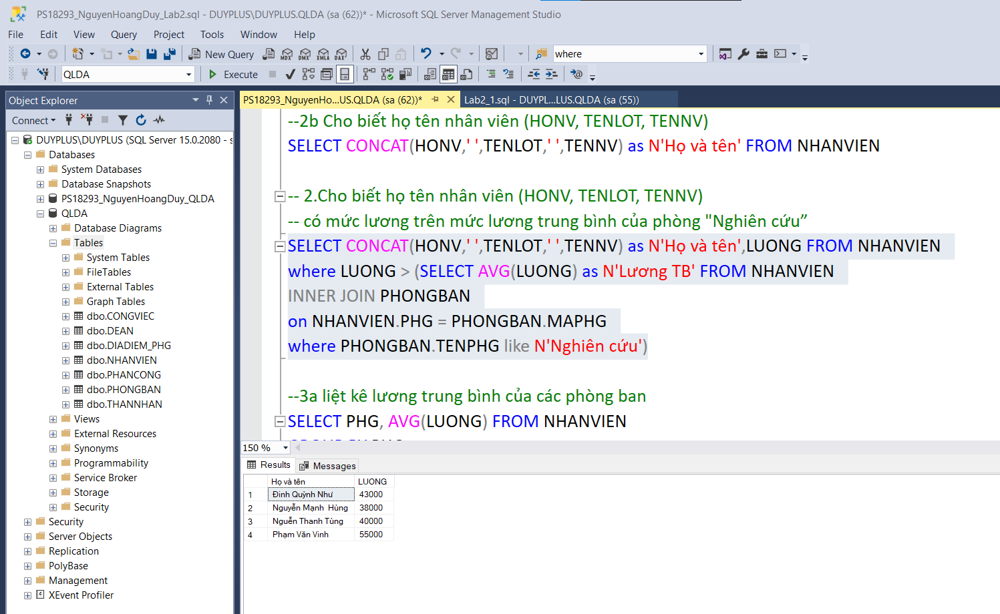 PS18293_NguyenHoangDuy_Lab2.sql - DUYPLUS\DUYPLUS.QLDA (sa (62))* - Microsoft SQL Server Management Studio
File Edit View Query Project Tools Window Help
New Query MDX DMX XMLA DAX where
QLDA Execute
Object Explorer
Connect
DUYPLUS\DUYPLUS (SQL Server 15.0.2080 - s
Databases
System Databases
Database Snapshots
PS18293_NguyenHoangDuy_QLDA
QLDA
Database Diagrams
Tables
System Tables
FileTables
External Tables
Graph Tables
dbo.CONGVIEC
dbo.DEAN
dbo.DIADIEM_PHG
dbo.NHANVIEN
dbo.PHANCONG
dbo.PHONGBAN
dbo.THANNHAN
Views
External Resources
Synonyms
Programmability
Service Broker
Storage
Security
Security
Server Objects
Replication
PolyBase
Management
XEvent Profiler
PS18293_NguyenHo...US.QLDA (sa (62))* Lab2_1.sql - DUYPL...LUS.QLDA (sa (55))
--2b Cho biết họ tên nhân viên (HONV, TENLOT, TENNV)
SELECT CONCAT(HONV,' ',TENLOT,' ',TENNV) as N'Họ và tên' FROM NHANVIEN
-- 2.Cho biết họ tên nhân viên (HONV, TENLOT, TENNV)
-- có mức lương trên mức lương trung bình của phòng "Nghiên cứu”
SELECT CONCAT(HONV,' ',TENLOT,' ',TENNV) as N'Họ và tên',LUONG FROM NHANVIEN
where LUONG > (SELECT AVG(LUONG) as N'Lương TB' FROM NHANVIEN
INNER JOIN PHONGBAN
on NHANVIEN.PHG = PHONGBAN.MAPHG
where PHONGBAN.TENPHG like N'Nghiên cứu')
--3a liệt kê lương trung bình của các phòng ban
SELECT PHG, AVG(LUONG) FROM NHANVIEN
150 %
Results Messages
Họ và tên LUONG
1 Đinh Quỳnh Như 43000
2 Nguyễn Mạnh Hùng 38000
3 Nguễn Thanh Tùng 40000
4 Phạm Văn Vinh 55000